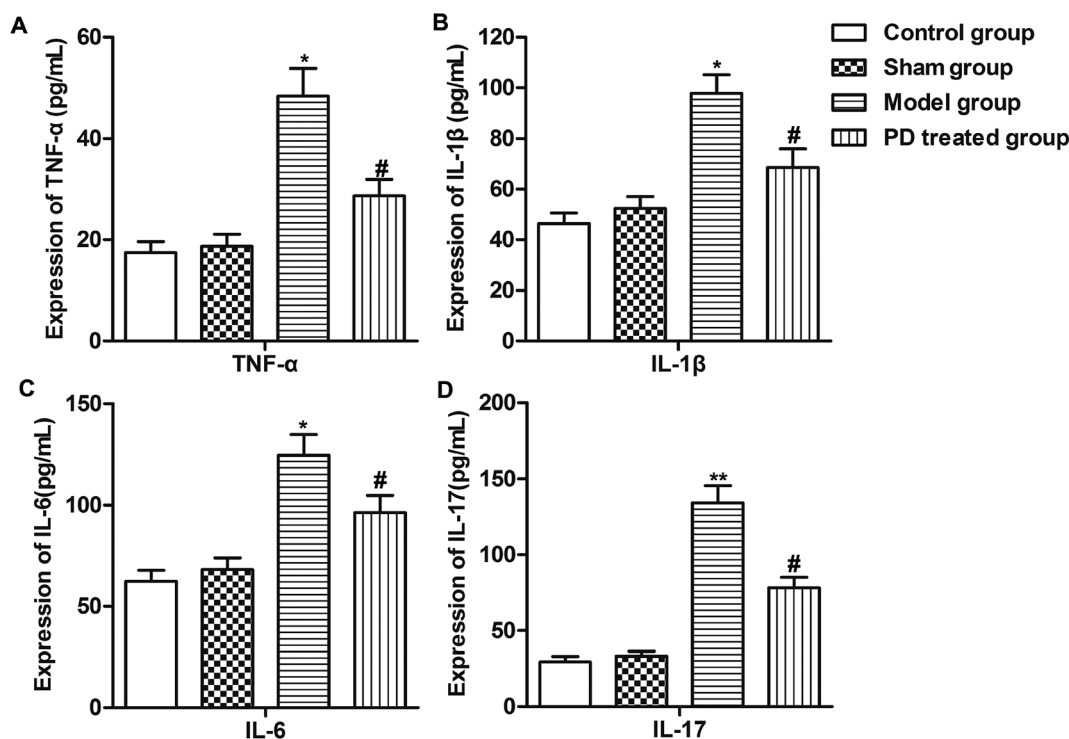 A
Expression of TNF-α (pg/mL)
60
40
20
0
*
#
TNF-α
B
Expression of IL-1β (pg/mL)
120
100
80
60
40
20
0
*
#
IL-1β
Control group
Sham group
Model group
PD treated group
C
Expression of IL-6(pg/mL)
150
100
50
0
*
#
IL-6
D
Expression of IL-17(pg/mL)
200
150
100
50
0
**
#
IL-17